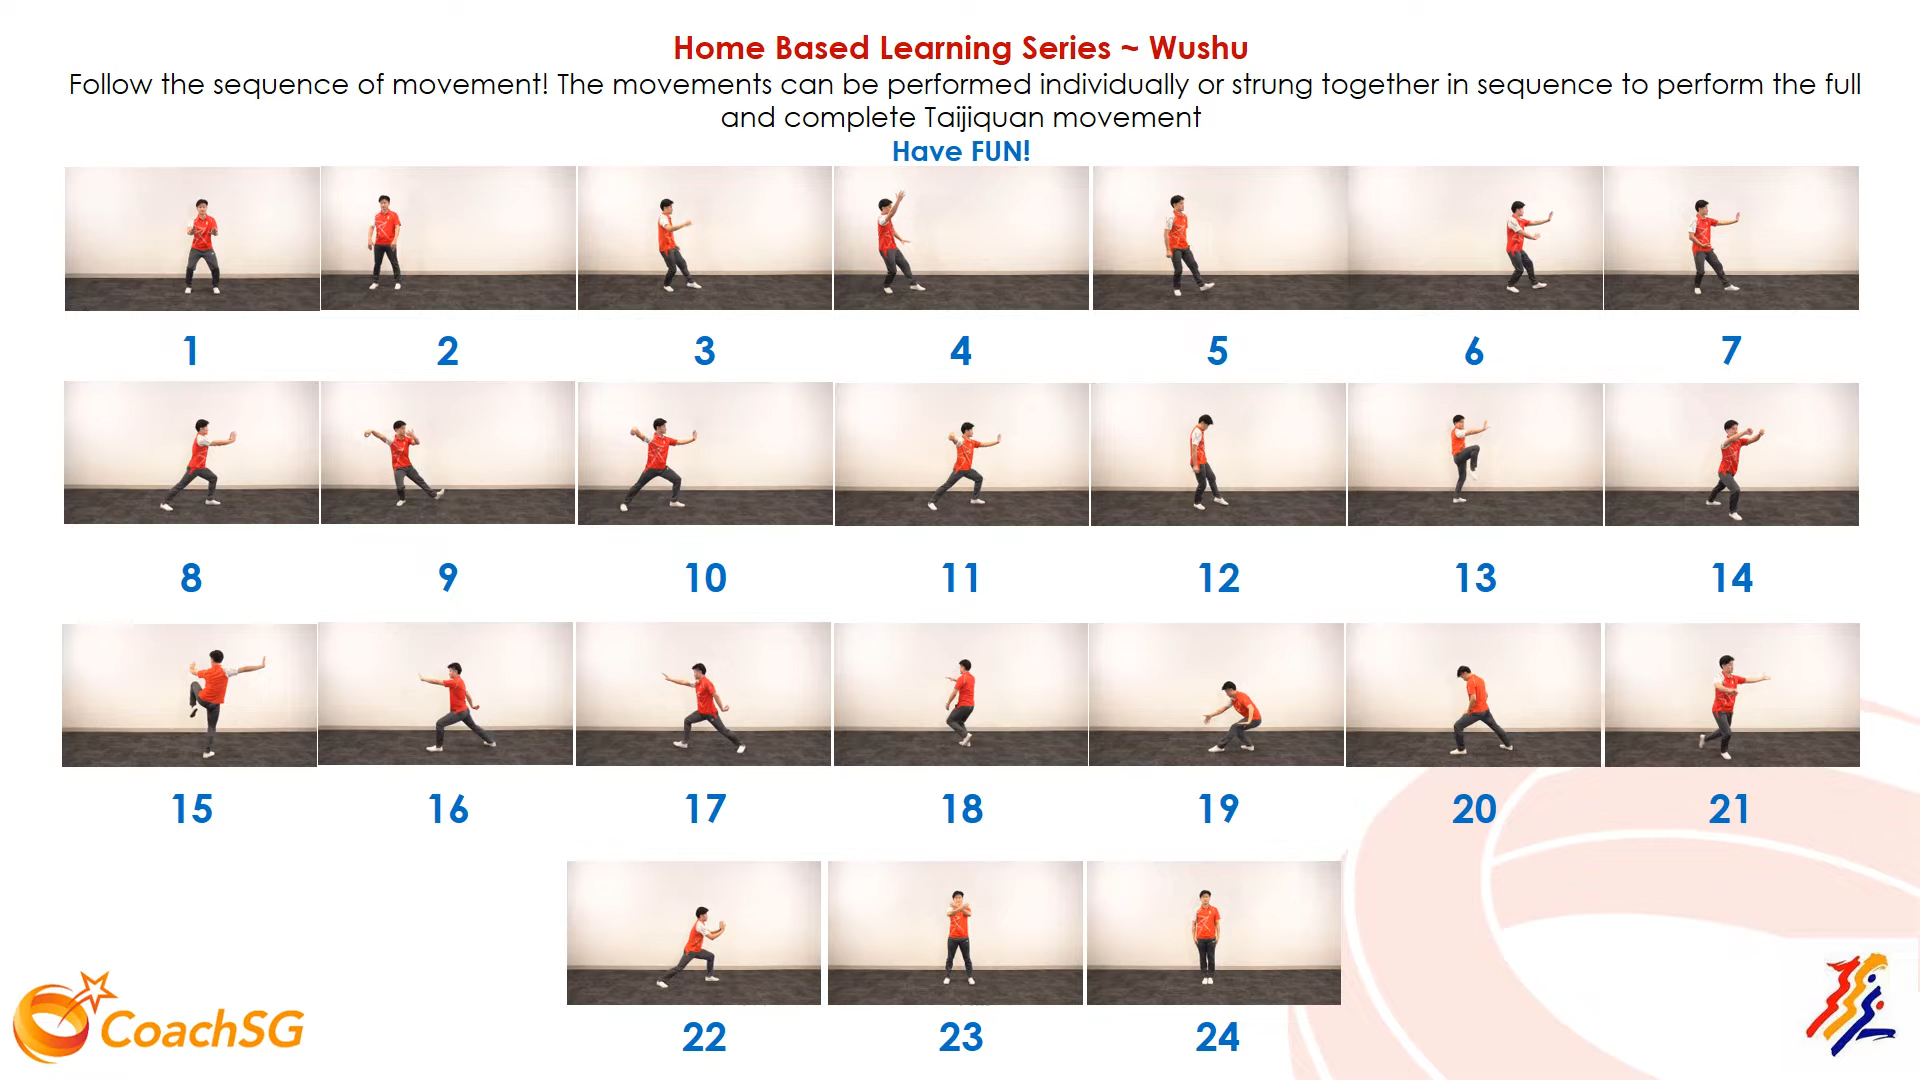 Home Based Learning Series ~ Wushu
Follow the sequence of movement! The movements can be performed individually or strung together in sequence to perform the full
and complete Taijiquan movement
Have FUN!
1 2 3 4 5 6 7
8 9 10 11 12 13 14
15 16 17 18 19 20 21
22 23 24
CoachSG